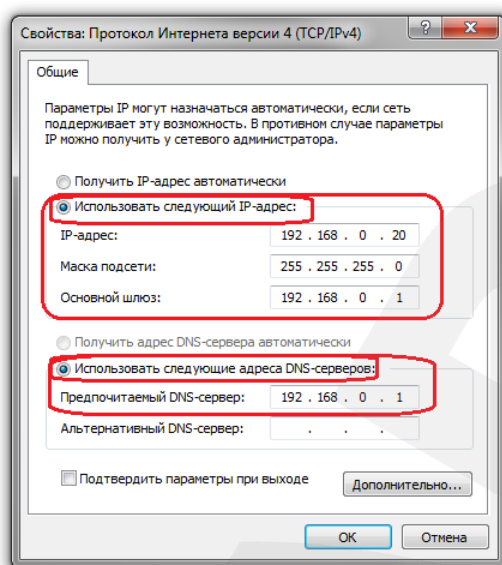 Свойства: Протокол Интернета версии 4 (TCP/IPv4)
Общие
Параметры IP могут назначаться автоматически, если сеть
поддерживает эту возможность. В противном случае параметры
IP можно получить у сетевого администратора.
Получить IP-адрес автоматически
Использовать следующий IP-адрес:
IP-адрес: 192 . 168 . 0 . 20
Маска подсети: 255 . 255 . 255 . 0
Основной шлюз: 192 . 168 . 0 . 1
Получить адрес DNS-сервера автоматически
Использовать следующие адреса DNS-серверов:
Предпочитаемый DNS-сервер: 192 . 168 . 0 . 1
Альтернативный DNS-сервер: . . .
Подтвердить параметры при выходе
Дополнительно...
OK Отмена